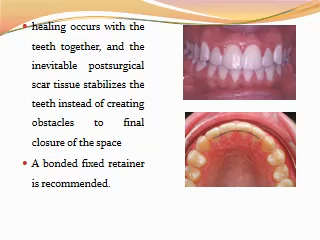 healing occurs with the
teeth together, and the
inevitable postsurgical
scar tissue stabilizes the
teeth instead of creating
obstacles to final
closure of the space
A bonded fixed retainer
is recommended.